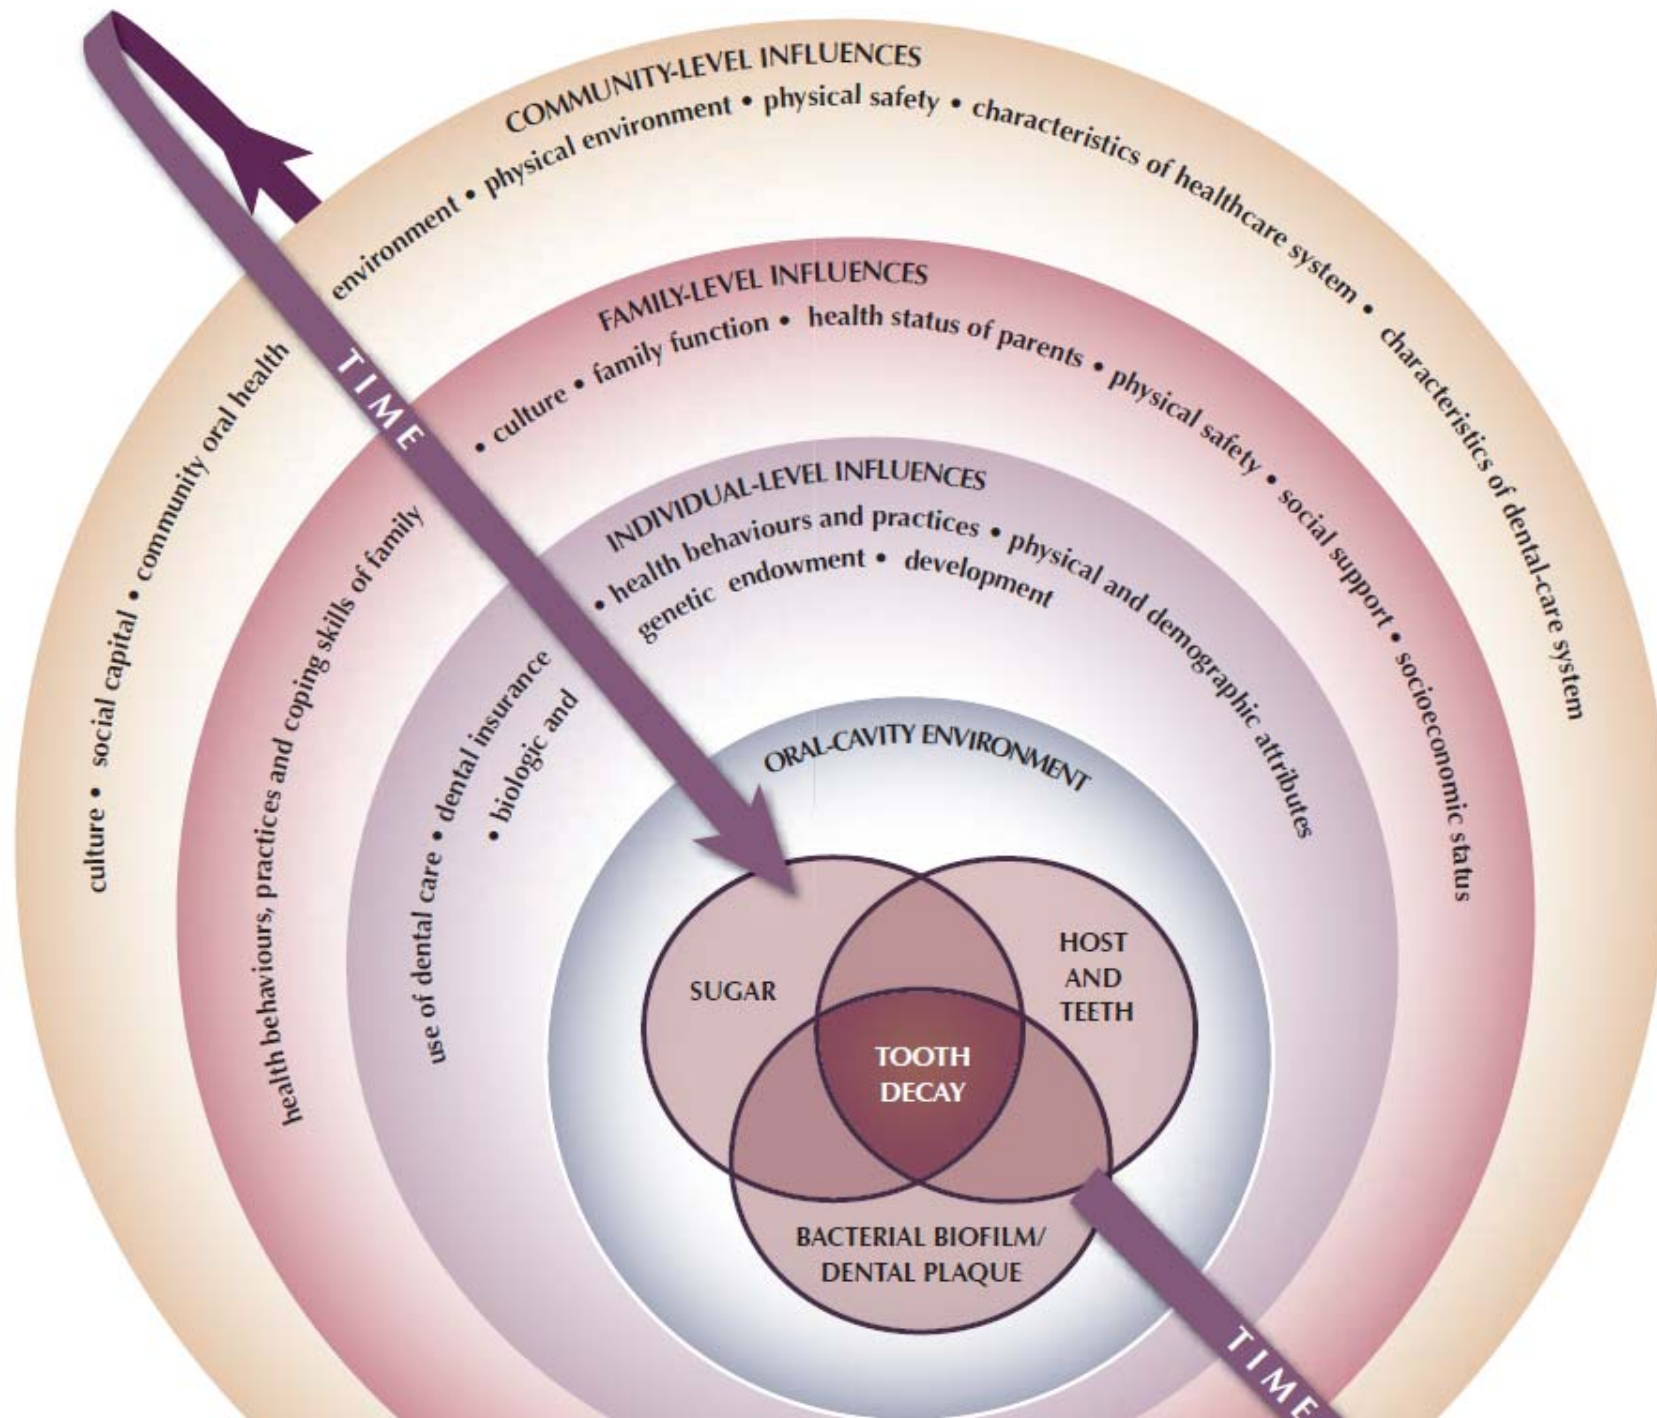 COMMUNITY-LEVEL INFLUENCES
culture • social capital • community oral health environment • physical environment • physical safety • characteristics of healthcare system • characteristics of dental-care system
FAMILY-LEVEL INFLUENCES
health behaviours, practices and coping skills of family • culture • family function • health status of parents • physical safety • social support • socioeconomic status
INDIVIDUAL-LEVEL INFLUENCES
use of dental care • dental insurance • health behaviours and practices • physical and demographic attributes
• biologic and genetic endowment • development
ORAL-CAVITY ENVIRONMENT
TIME
SUGAR
HOST
AND
TEETH
TOOTH
DECAY
BACTERIAL BIOFILM/
DENTAL PLAQUE
TIME